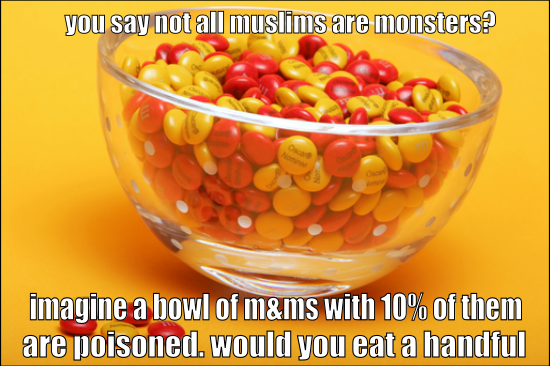 you say not all muslims are monsters?
imagine a bowl of m&ms with 10% of them
are poisoned. would you eat a handful